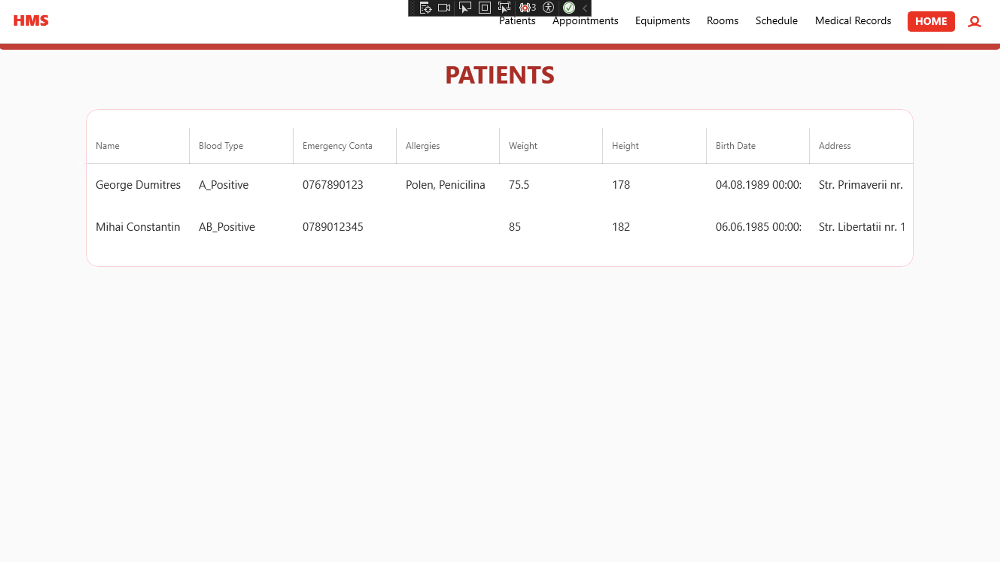 3
HMS Patients Appointments Equipments Rooms Schedule Medical Records HOME
PATIENTS
Name Blood Type Emergency Conta Allergies Weight Height Birth Date Address
George Dumitres A_Positive 0767890123 Polen, Penicilina 75.5 178 04.08.1989 00:00: Str. Primaverii nr.
Mihai Constantin AB_Positive 0789012345 85 182 06.06.1985 00:00: Str. Libertatii nr. 1